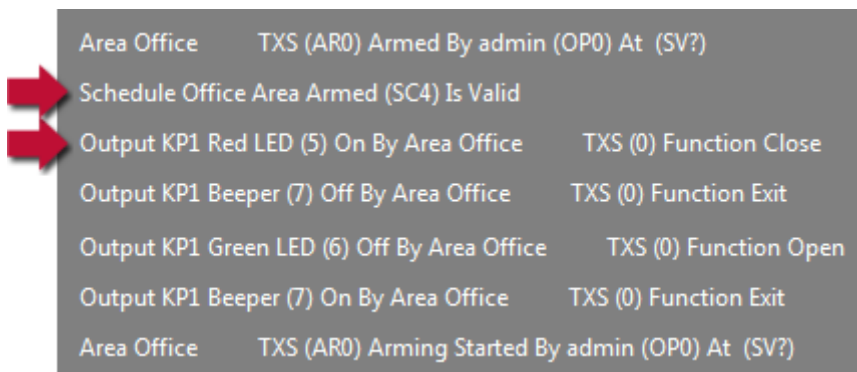 Area Office TXS (AR0) Armed By admin (OP0) At (SV?)
Schedule Office Area Armed (SC4) Is Valid
Output KP1 Red LED (5) On By Area Office TXS (0) Function Close
Output KP1 Beeper (7) Off By Area Office TXS (0) Function Exit
Output KP1 Green LED (6) Off By Area Office TXS (0) Function Open
Output KP1 Beeper (7) On By Area Office TXS (0) Function Exit
Area Office TXS (AR0) Arming Started By admin (OP0) At (SV?)